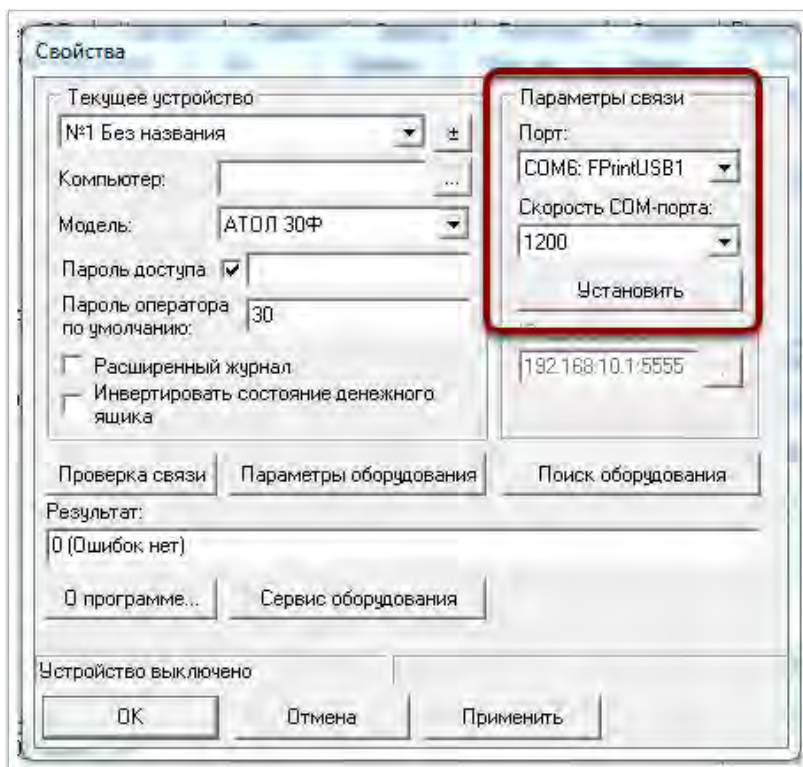 Свойства
Текущее устройство
№1 Без названия
±
Компьютер:
...
Модель:
АТОЛ 30Ф
Пароль доступа
Пароль оператора
по умолчанию:
30
Расширенный журнал
Инвертировать состояние денежного
ящика
Параметры связи
Порт:
COM6: FPrintUSB1
Скорость COM-порта:
1200
Установить
192.168.10.1:5555
Проверка связи
Параметры оборудования
Поиск оборудования
Результат:
0 (Ошибок нет)
О программе...
Сервис оборудования
Устройство выключено
OK
Отмена
Применить